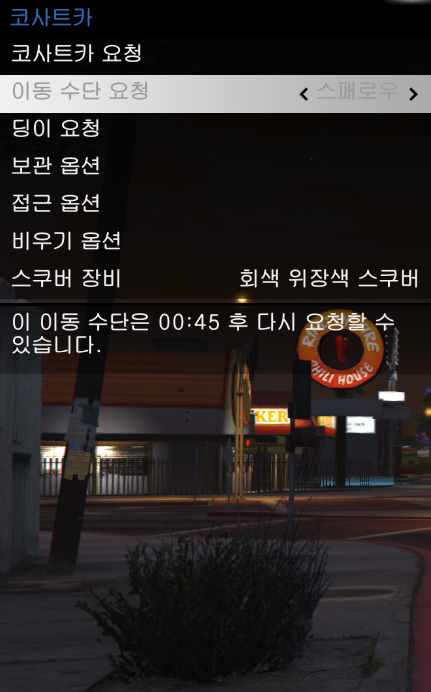 코사트카
코사트카 요청
이동 수단 요청 < 스패로우 >
딩이 요청
보관 옵션
접근 옵션
비우기 옵션
스쿠버 장비 회색 위장색 스쿠버
이 이동 수단은 00:45 후 다시 요청할 수
있습니다.
CHILI HOUSE
KER